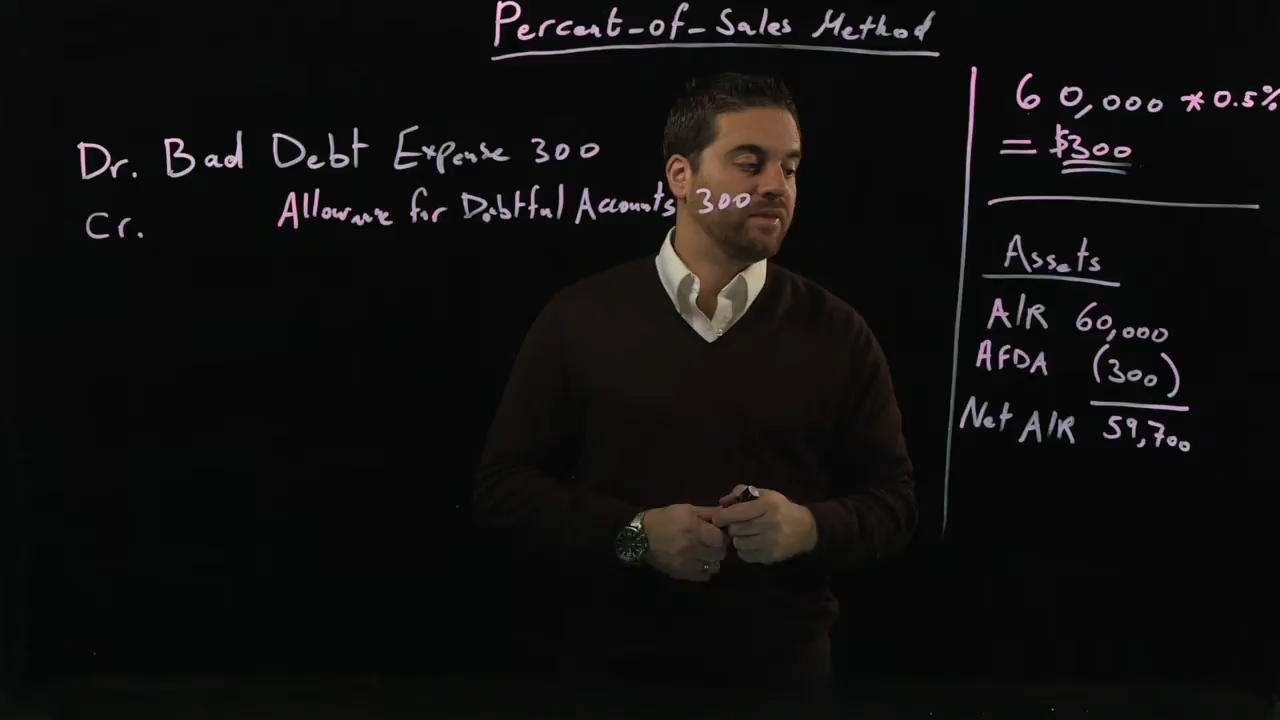 Percent-of-Sales Method
Dr. Bad Debt Expense 300
Cr. Allowance for Doubtful Accounts 300
60,000 * 0.5%
= $300
Assets
A/R 60,000
AFDA (300)
Net A/R 59,700